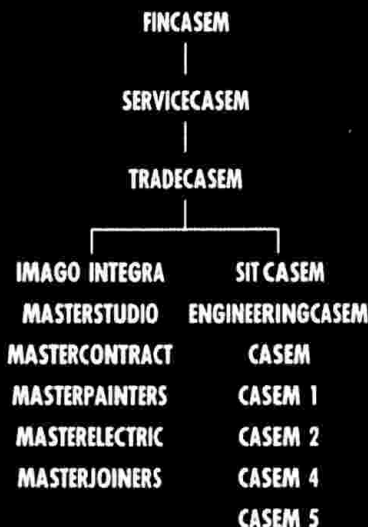 FINCASEM
SERVICECASEM
TRADECASEM
IMAGO INTEGRA
MASTERSTUDIO
MASTERCONTRACT
MASTERPAINTERS
MASTERELECTRIC
MASTERJOINERS
SIT CASEM
ENGINEERINGCASEM
CASEM
CASEM 1
CASEM 2
CASEM 4
CASEM 5